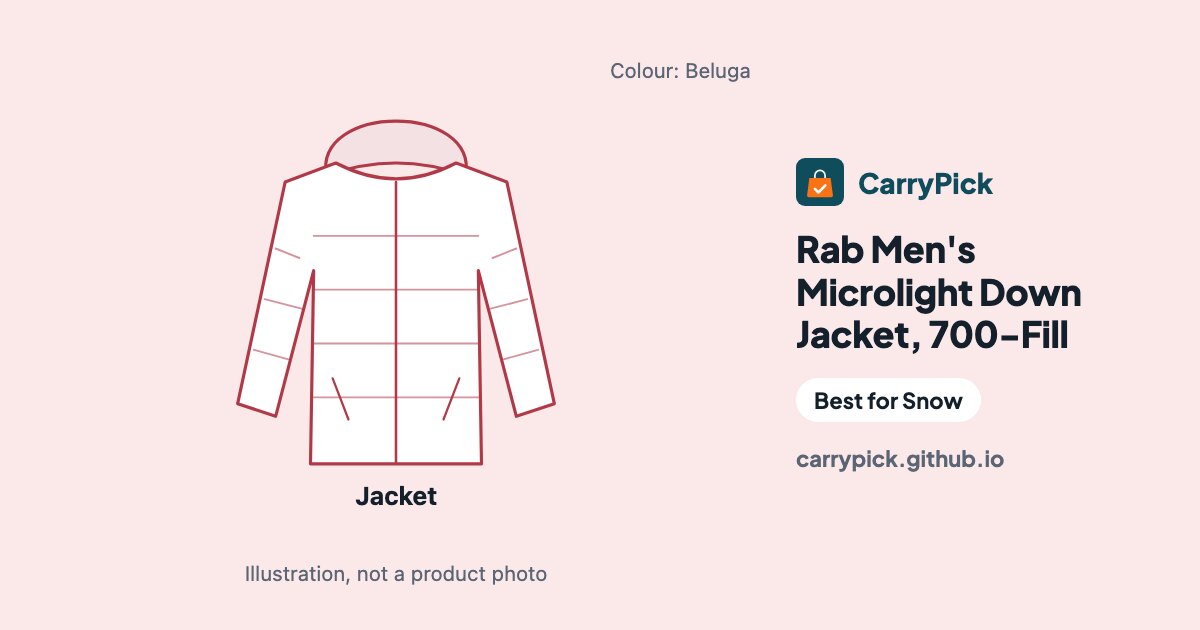 Colour: Beluga
CarryPick
Rab Men's
Microlight Down
Jacket, 700-Fill
Best for Snow
carrypick.github.io
Jacket
Illustration, not a product photo